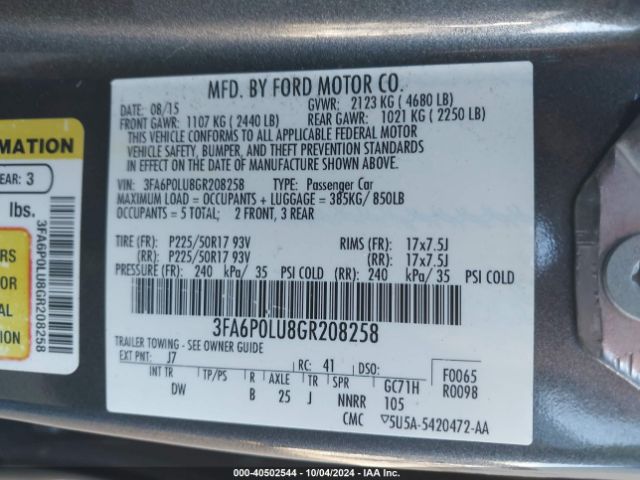 MFD. BY FORD MOTOR CO.
DATE: 08/15 GVWR: 2123 KG ( 4680 LB)
FRONT GAWR: 1107 KG ( 2440 LB) REAR GAWR: 1021 KG ( 2250 LB)
THIS VEHICLE CONFORMS TO ALL APPLICABLE FEDERAL MOTOR
VEHICLE SAFETY, BUMPER, AND THEFT PREVENTION STANDARDS
IN EFFECT ON THE DATE OF MANUFACTURE SHOWN ABOVE.
VIN: 3FA6P0LU8GR208258 TYPE: Passenger Car
MAXIMUM LOAD = OCCUPANTS + LUGGAGE = 385KG/ 850LB
OCCUPANTS = 5 TOTAL; 2 FRONT, 3 REAR
TIRE (FR): P225/50R17 93V RIMS (FR): 17x7.5J
(RR): P225/50R17 93V (RR): 17x7.5J
PRESSURE (FR): 240 kPa/ 35 PSI COLD (RR): 240 kPa/ 35 PSI COLD
3FA6P0LU8GR208258
TRAILER TOWING - SEE OWNER GUIDE
EXT PNT: J7 RC: 41 DSO: F0065
INT TR TP/PS R AXLE TR SPR GC71H R0098
DW B 25 J NNRR 105
CMC ▽5U5A-5420472-AA
MATION
EAR: 3
lbs.
3FA6P0LU8GR208258
ERS
OR
AL
ON
000-40502544 - 10/04/2024 - IAA Inc.